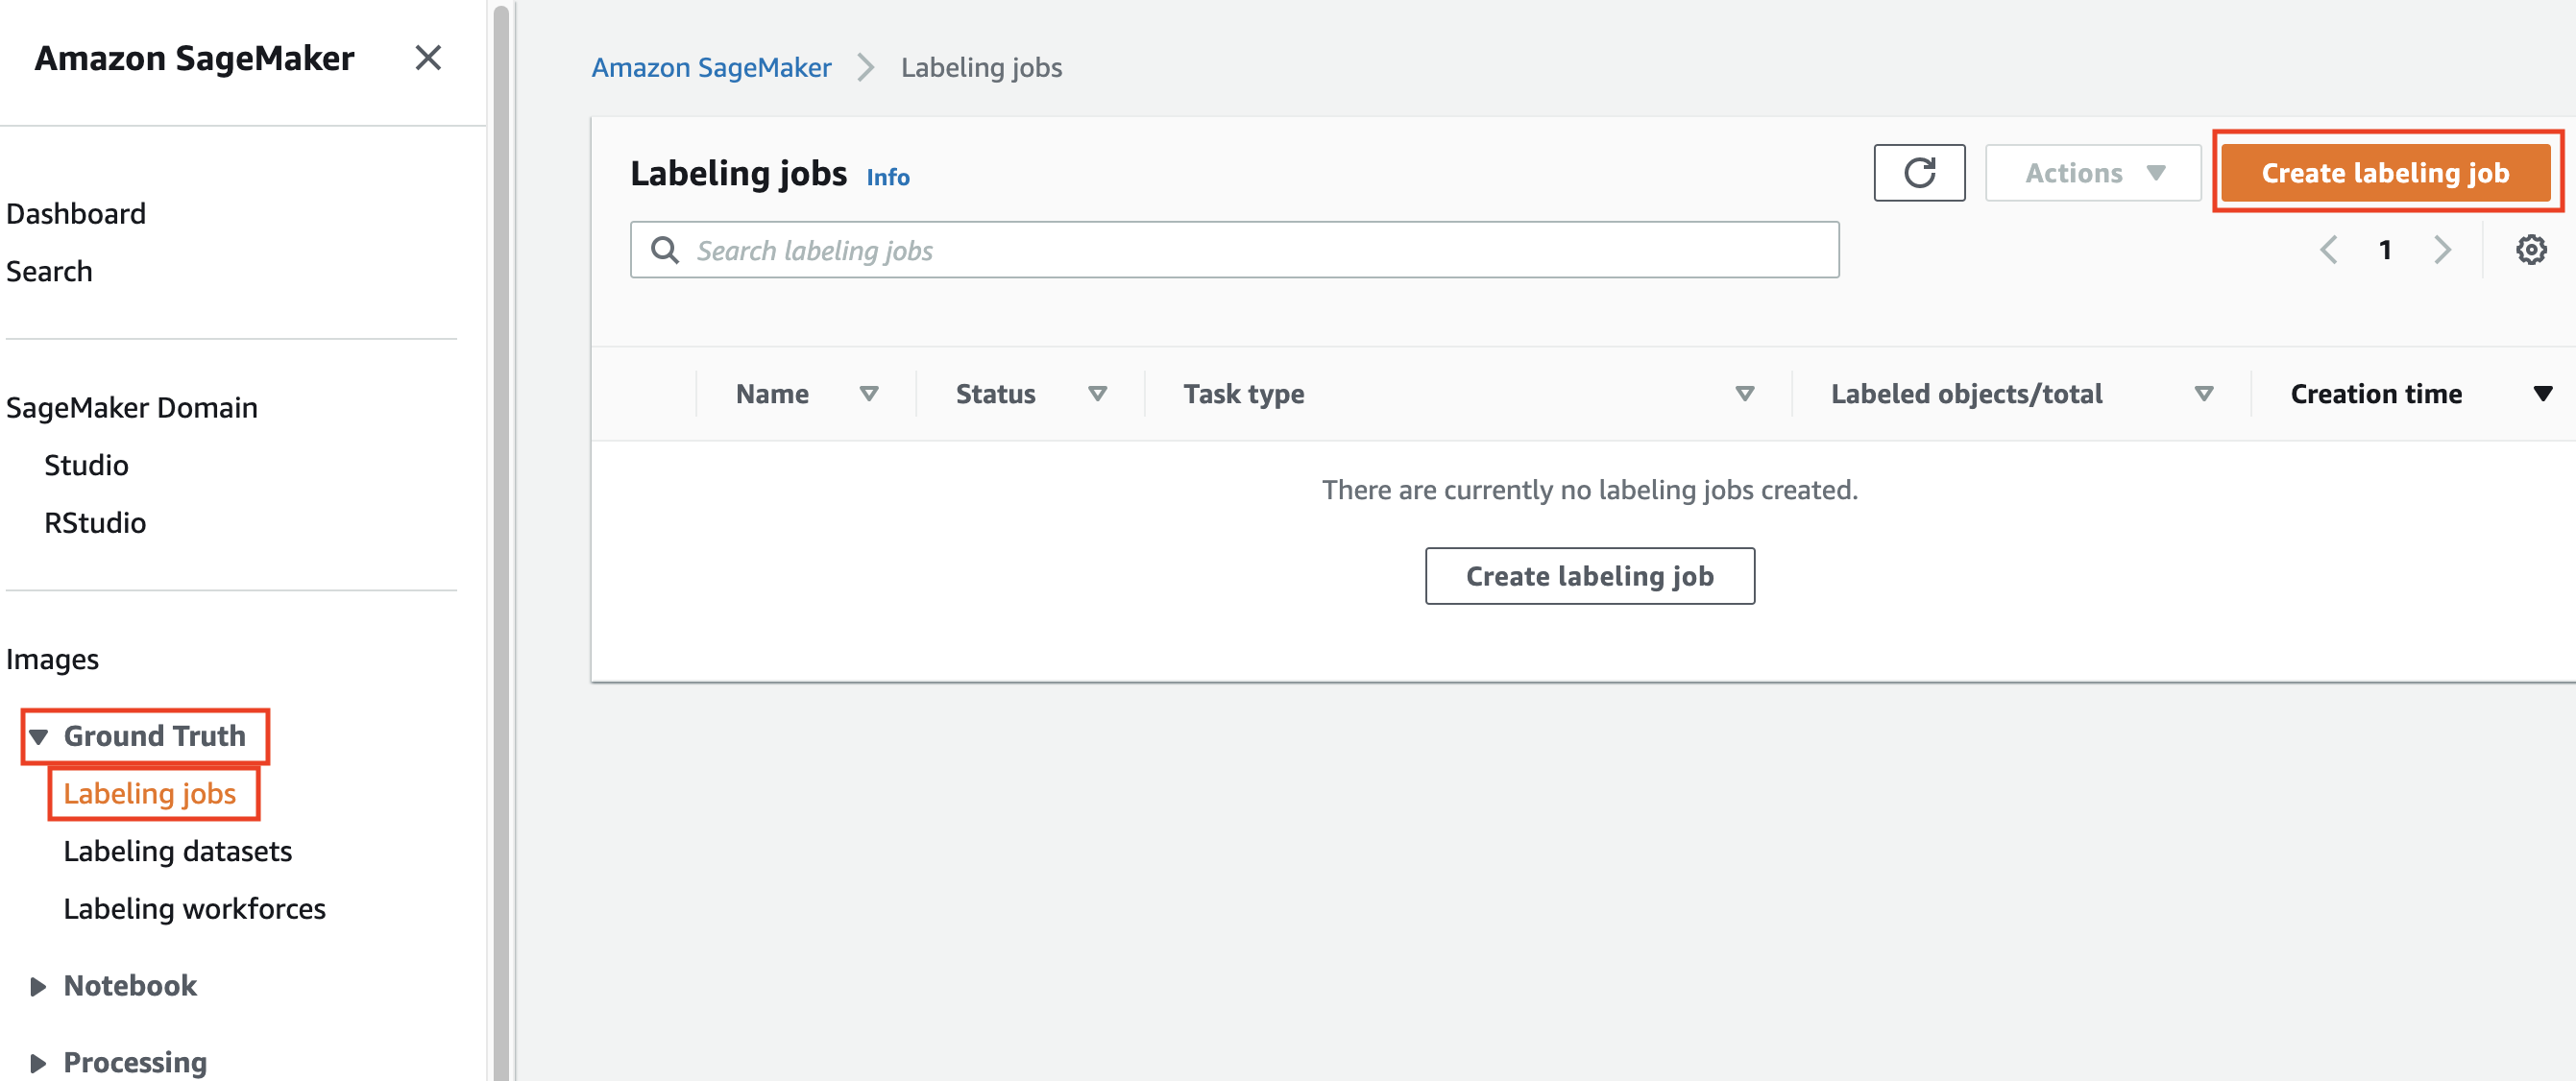 Amazon SageMaker
Dashboard
Search
SageMaker Domain
Studio
RStudio
Images
Ground Truth
Labeling jobs
Labeling datasets
Labeling workforces
Notebook
Processing
Amazon SageMaker > Labeling jobs
Labeling jobs Info
Actions
Create labeling job
Search labeling jobs
1
Name Status Task type Labeled objects/total Creation time
There are currently no labeling jobs created.
Create labeling job